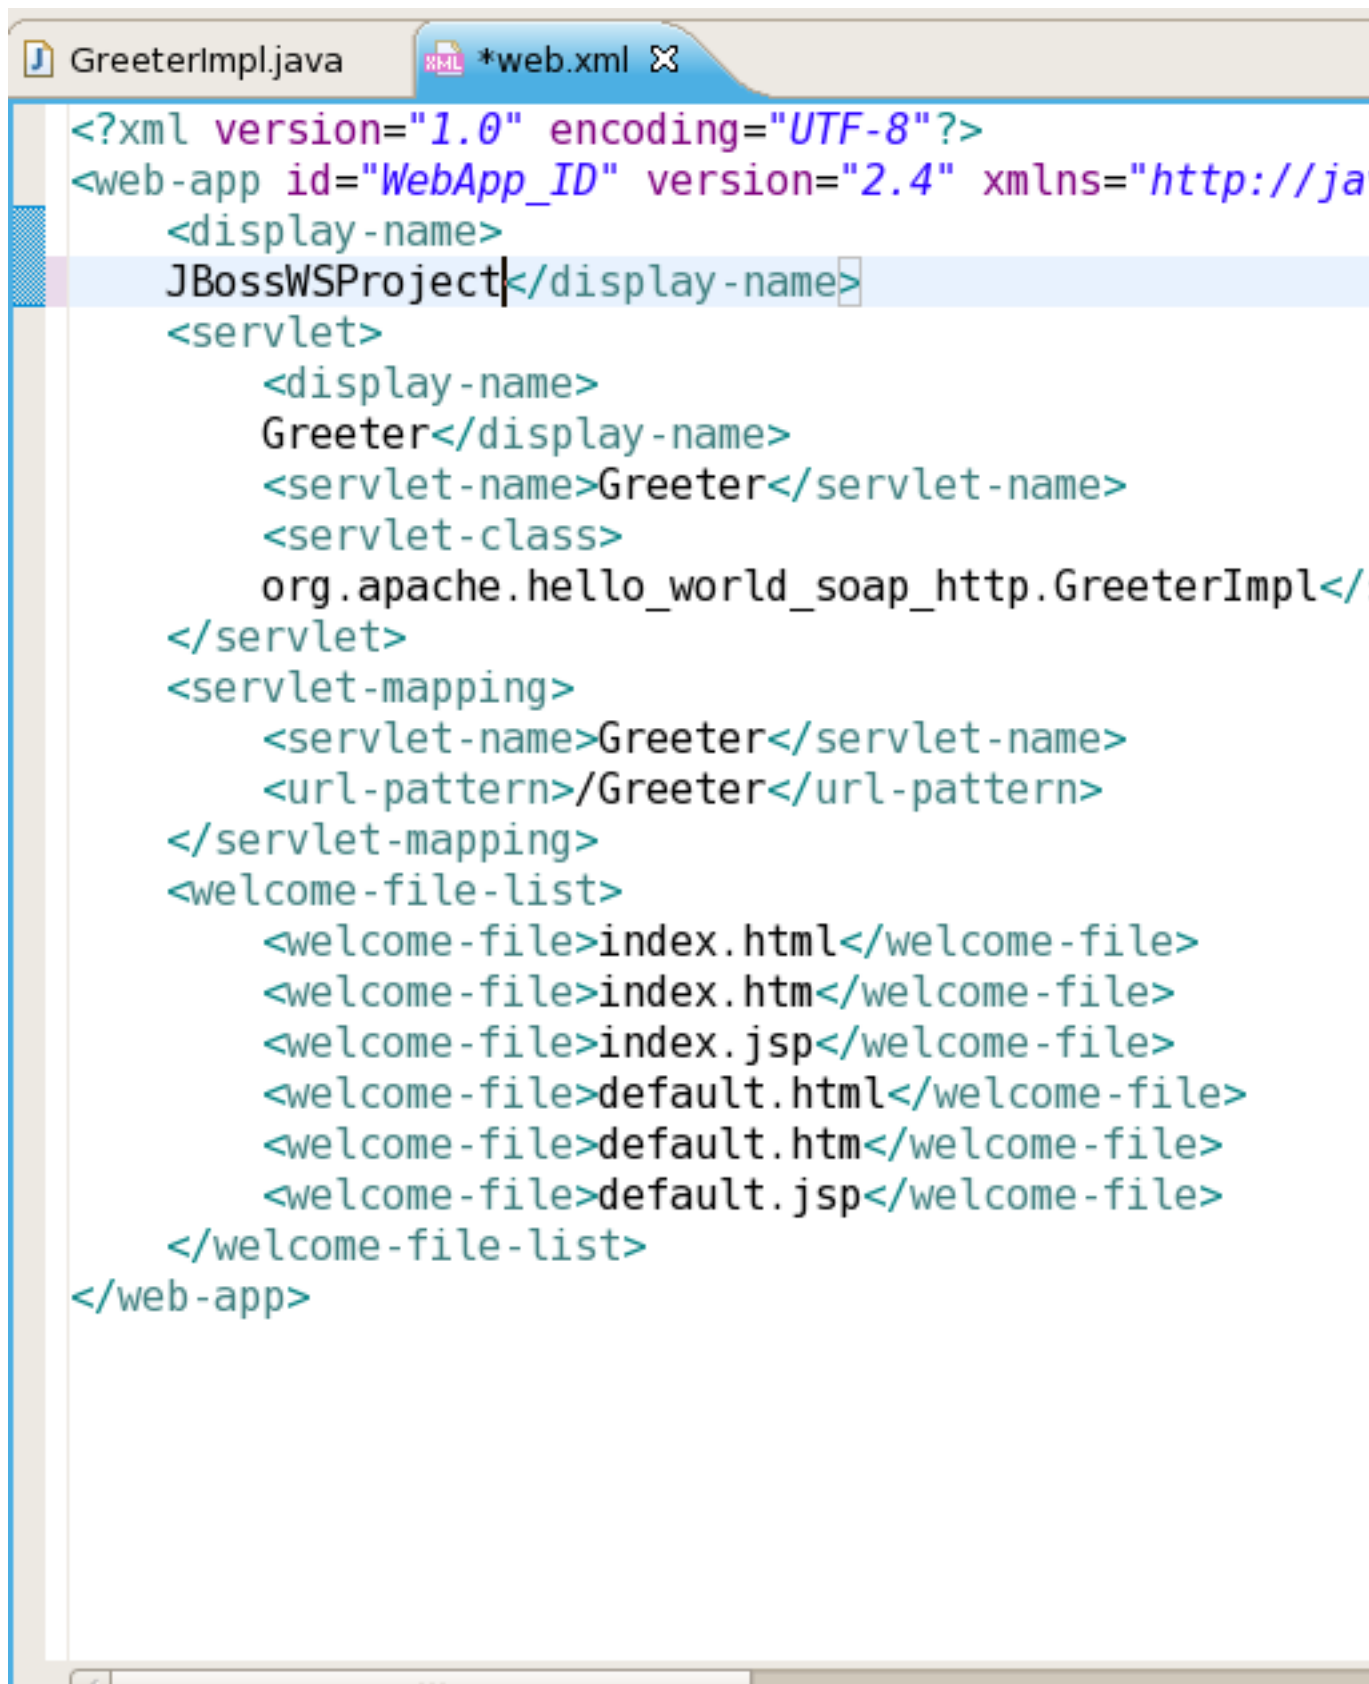 GreeterImpl.java
*web.xml
<?xml version="1.0" encoding="UTF-8"?>
<web-app id="WebApp_ID" version="2.4" xmlns="http://ja
<display-name>
JBossWSProject</display-name>
<servlet>
<display-name>
Greeter</display-name>
<servlet-name>Greeter</servlet-name>
<servlet-class>
org.apache.hello_world_soap_http.GreeterImpl</
</servlet>
<servlet-mapping>
<servlet-name>Greeter</servlet-name>
<url-pattern>/Greeter</url-pattern>
</servlet-mapping>
<welcome-file-list>
<welcome-file>index.html</welcome-file>
<welcome-file>index.htm</welcome-file>
<welcome-file>index.jsp</welcome-file>
<welcome-file>default.html</welcome-file>
<welcome-file>default.htm</welcome-file>
<welcome-file>default.jsp</welcome-file>
</welcome-file-list>
</web-app>